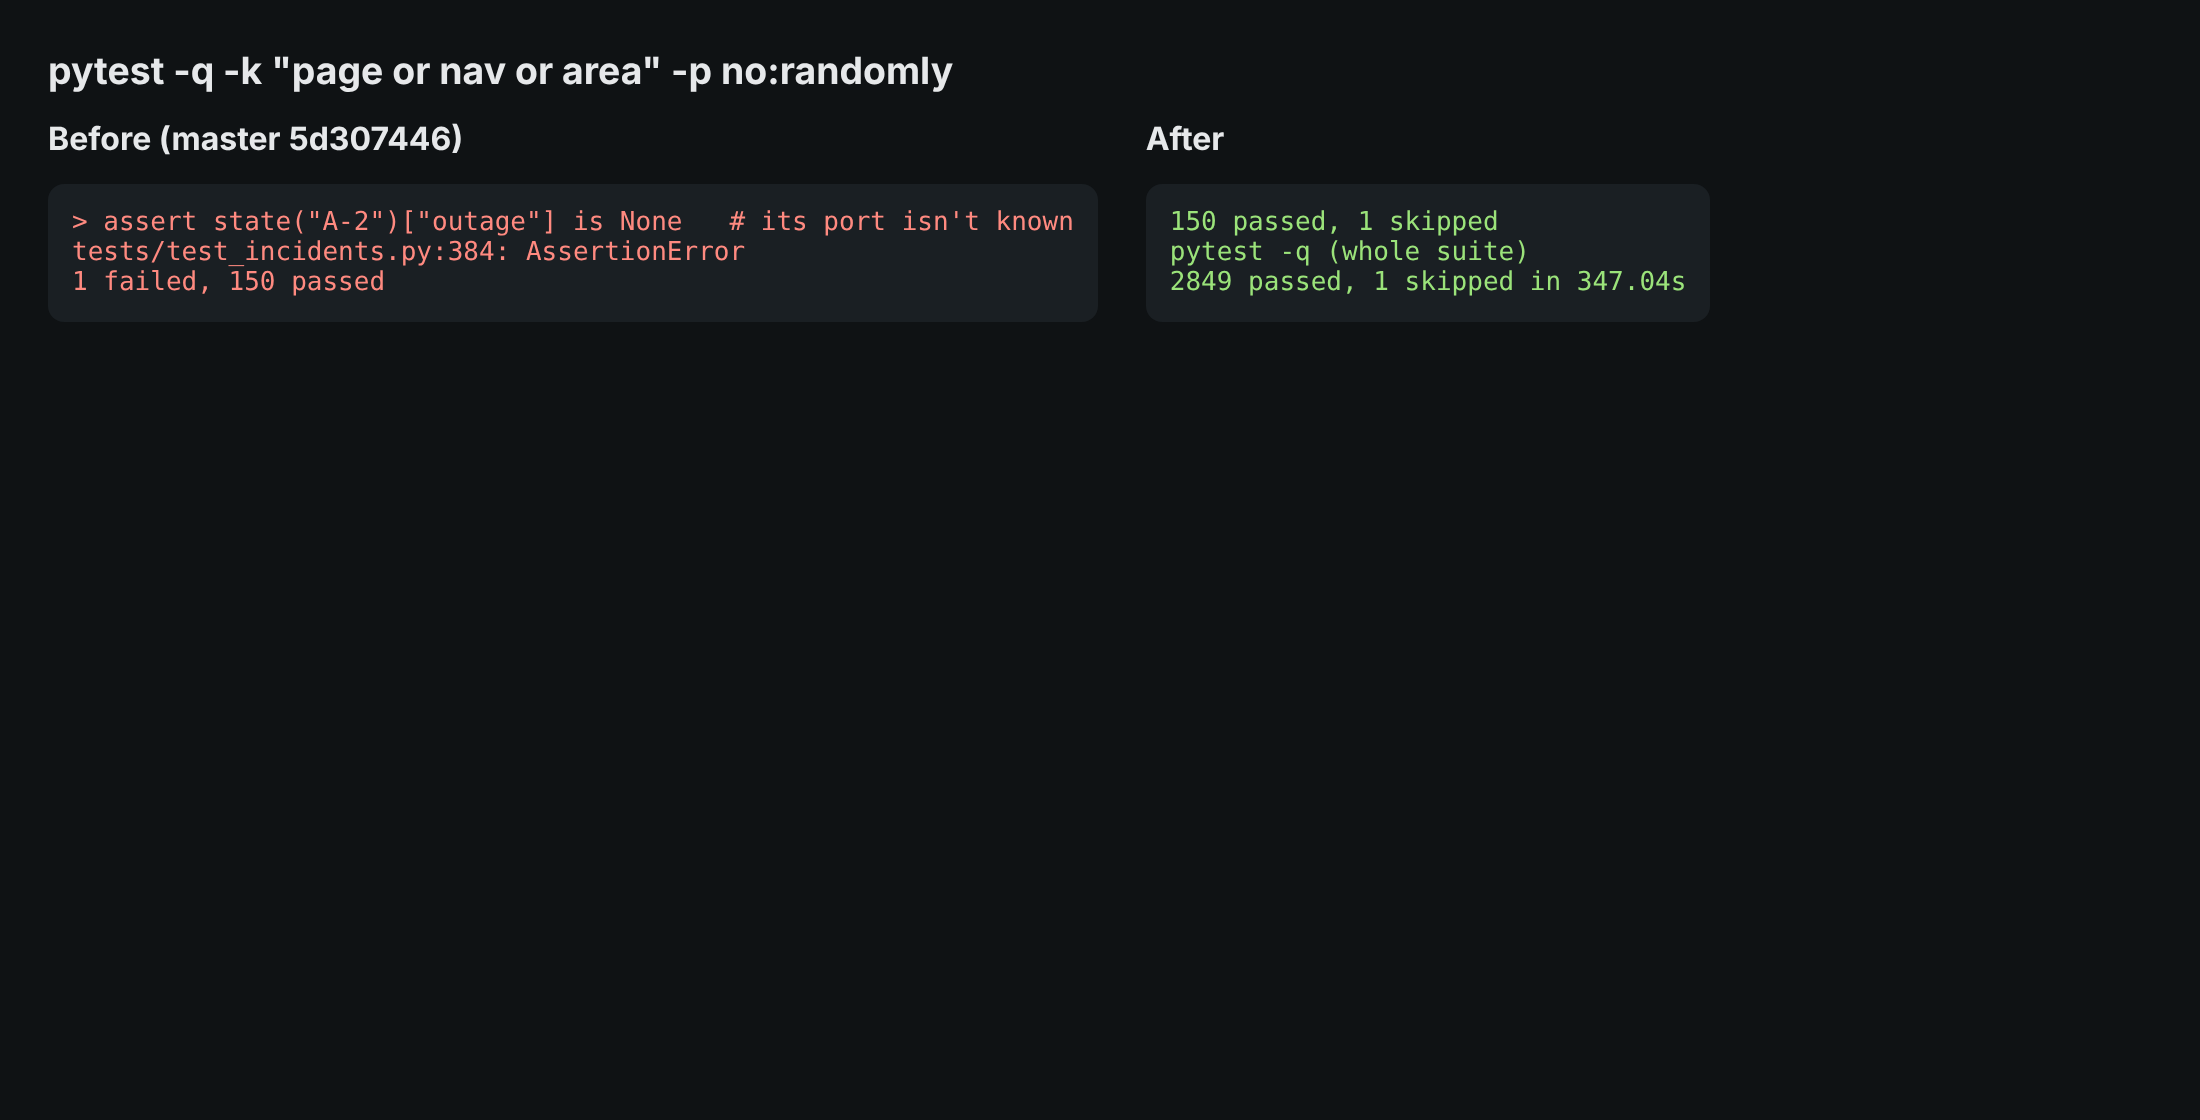 pytest -q -k "page or nav or area" -p no:randomly
Before (master 5d307446)
> assert state("A-2")["outage"] is None   # its port isn't known
tests/test_incidents.py:384: AssertionError
1 failed, 150 passed
After
150 passed, 1 skipped
pytest -q (whole suite)
2849 passed, 1 skipped in 347.04s